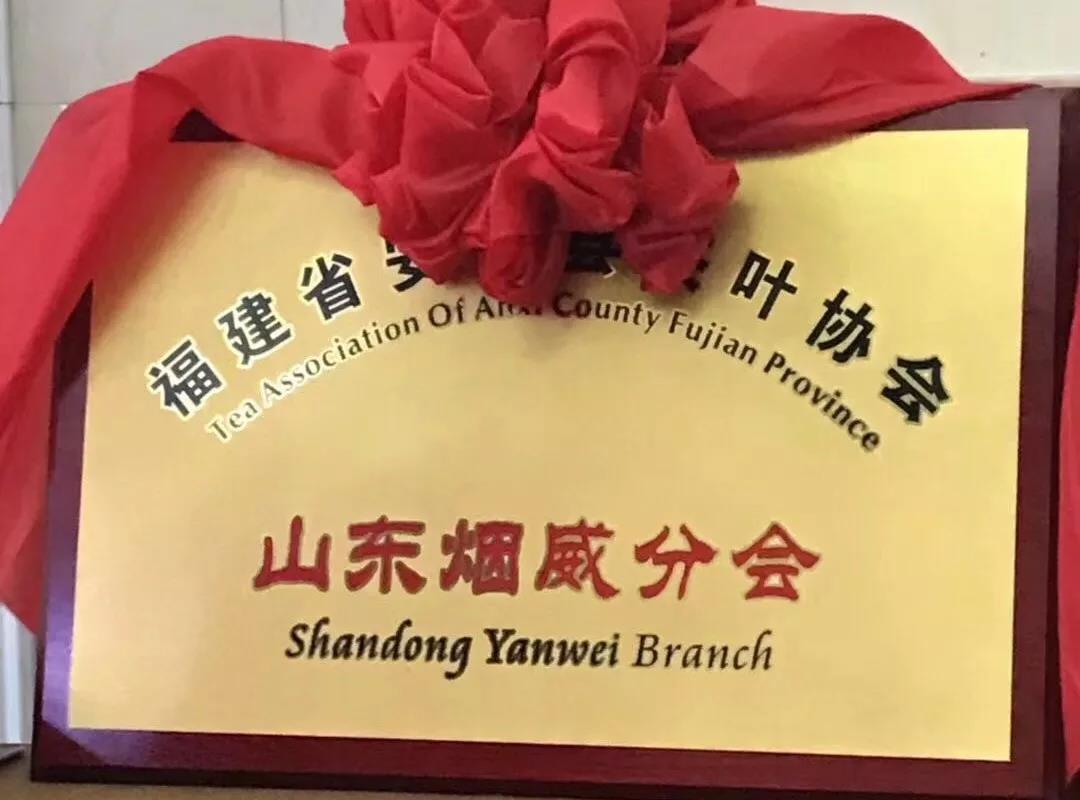 福建省 叶协会
Tea Association Of Anxi County Fujian Province
山东烟威分会
Shandong Yanwei Branch